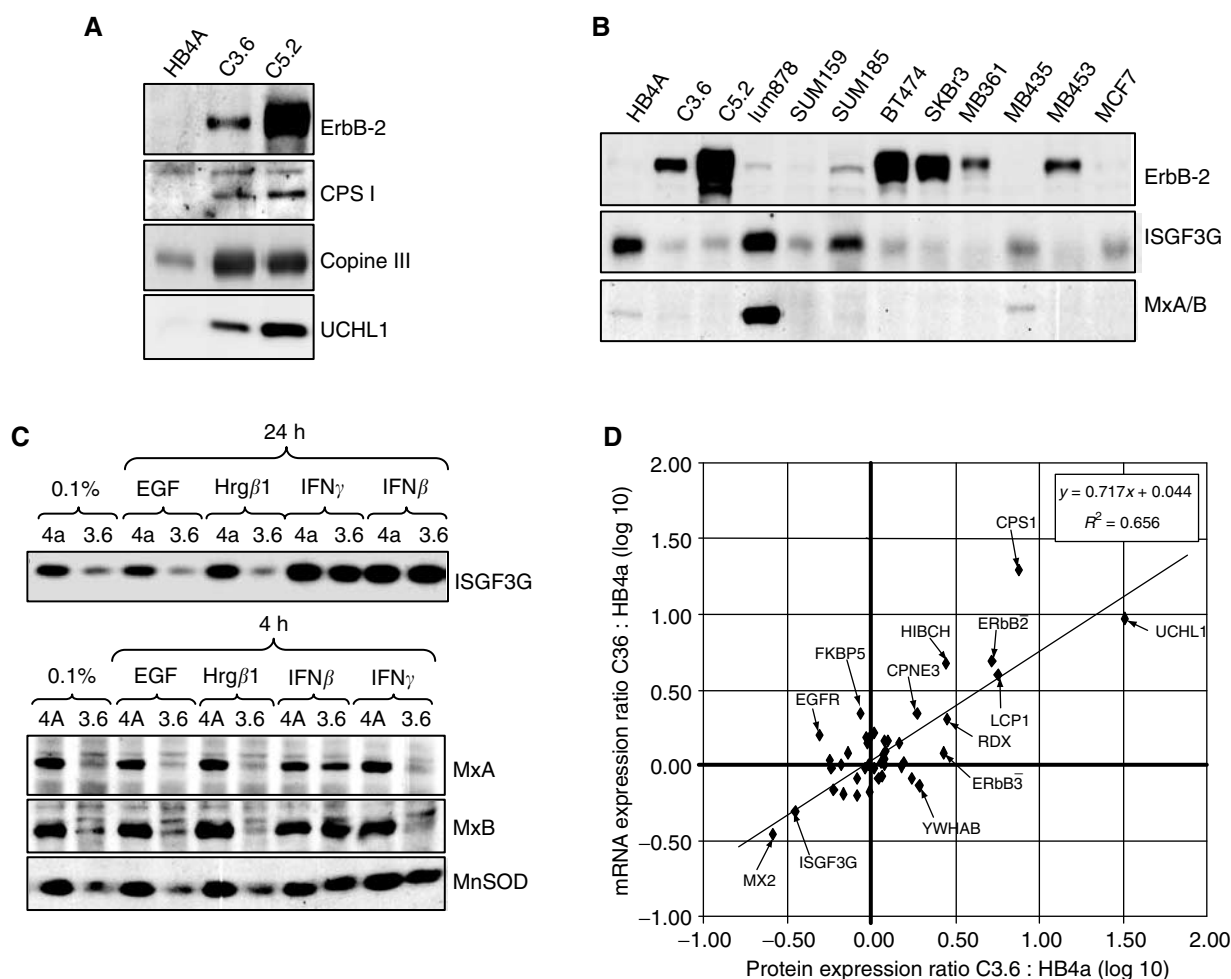 A
HB4A C3.6 C5.2
ErbB-2
CPS I
Copine III
UCHL1
B
HB4A C3.6 C5.2 lum878 SUM159 SUM185 BT474 SKBr3 MB361 MB435 MB453 MCF7
ErbB-2
ISGF3G
MxA/B
C
24 h
0.1% EGF Hrgβ1 IFNγ IFNβ
4a 3.6 4a 3.6 4a 3.6 4a 3.6 4a 3.6
ISGF3G
4 h
0.1% EGF Hrgβ1 IFNβ IFNγ
4A 3.6 4A 3.6 4A 3.6 4A 3.6 4A 3.6
MxA
MxB
MnSOD
D
mRNA expression ratio C36 : HB4a (log 10)
2.00
1.50
1.00
0.50
0.00
−0.50
−1.00
y = 0.717x + 0.044
R² = 0.656
CPS1
UCHL1
ERbB2̅
HIBCH
FKBP5
CPNE3
EGFR
LCP1
RDX
ERbB3̅
YWHAB
ISGF3G
MX2
−1.00 −0.50 0.00 0.50 1.00 1.50 2.00
Protein expression ratio C3.6 : HB4a (log 10)